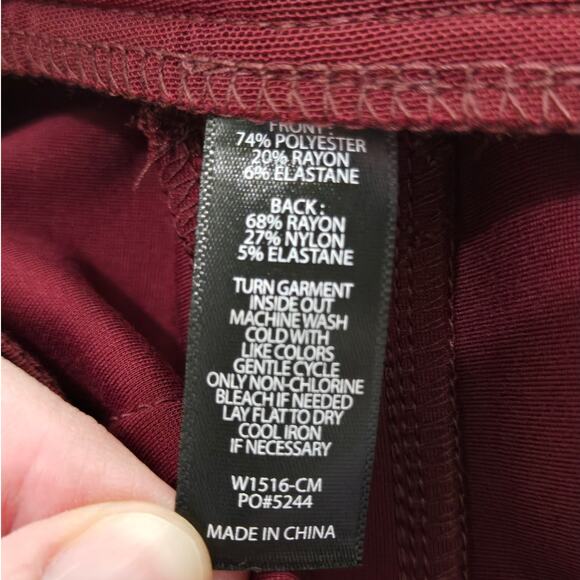 FRONT :
74% POLYESTER
20% RAYON
6% ELASTANE
BACK :
68% RAYON
27% NYLON
5% ELASTANE
TURN GARMENT
INSIDE OUT
MACHINE WASH
COLD WITH
LIKE COLORS
GENTLE CYCLE
ONLY NON-CHLORINE
BLEACH IF NEEDED
LAY FLAT TO DRY
COOL IRON
IF NECESSARY
W1516-CM
PO#5244
MADE IN CHINA